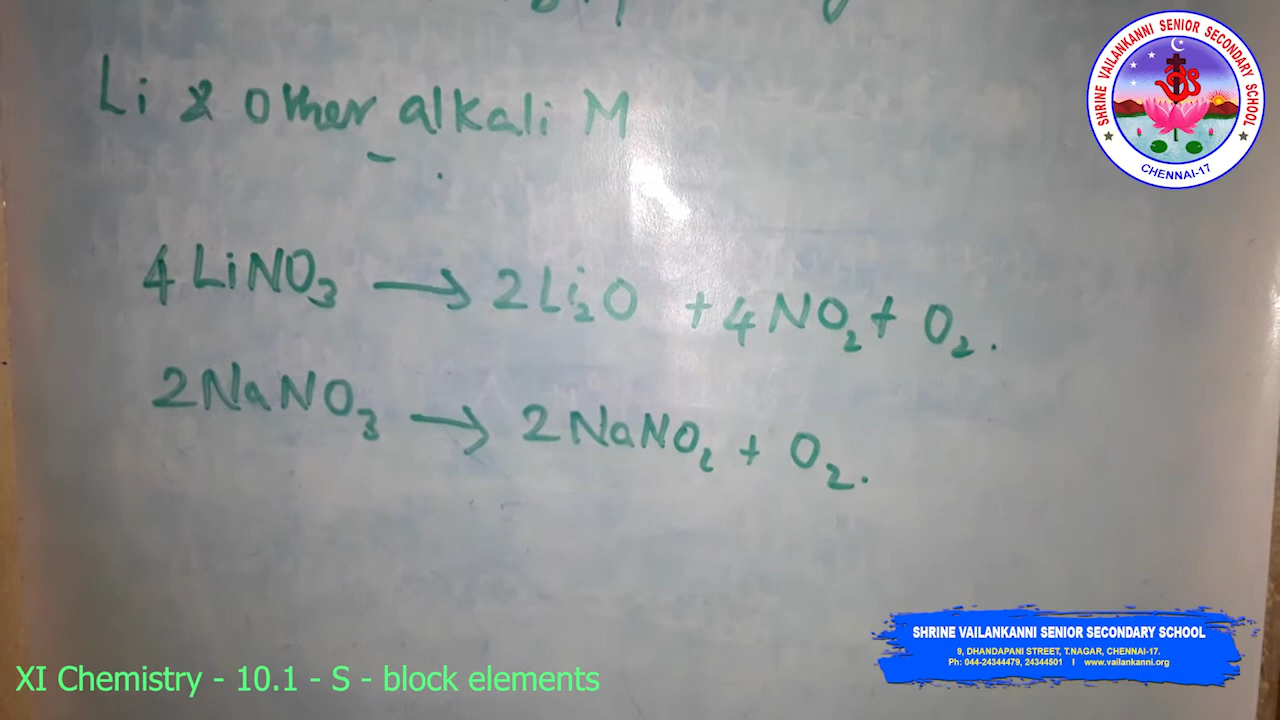 Li & Other alkali M
4LiNO₃ → 2Li₂O + 4NO₂ + O₂.
2NaNO₃ → 2NaNO₂ + O₂.
SHRINE VAILANKANNI SENIOR SECONDARY SCHOOL
CHENNAI-17
SHRINE VAILANKANNI SENIOR SECONDARY SCHOOL
9, DHANDAPANI STREET, T.NAGAR, CHENNAI-17.
Ph: 044-24344479, 24344501 I www.vailankanni.org
XI Chemistry - 10.1 - S - block elements